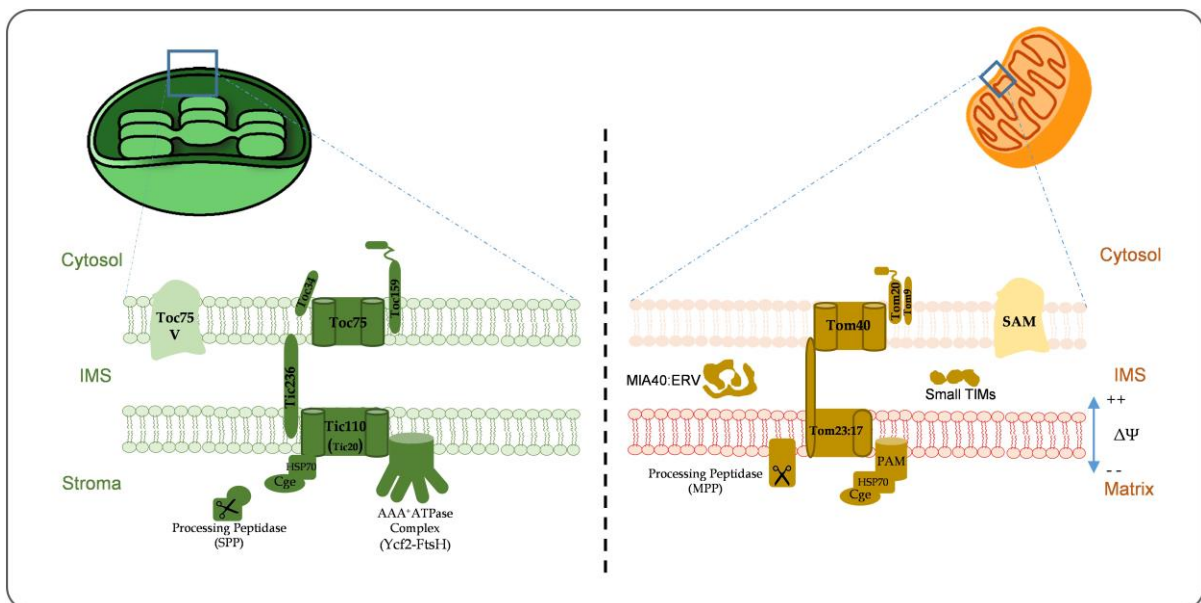 Cytosol
Toc34
Toc159
Toc75
V
Toc75
IMS
Tic236
Tic110
(Tic20)
HSP70
Cge
Stroma
Processing Peptidase
(SPP)
AAA⁺ATPase
Complex
(Ycf2-FtsH)
Cytosol
Tom20
Tom9
Tom40
SAM
MIA40:ERV
Small TIMs
IMS
++
ΔΨ
--
Tom23:17
PAM
HSP70
Cge
Processing Peptidase
(MPP)
Matrix